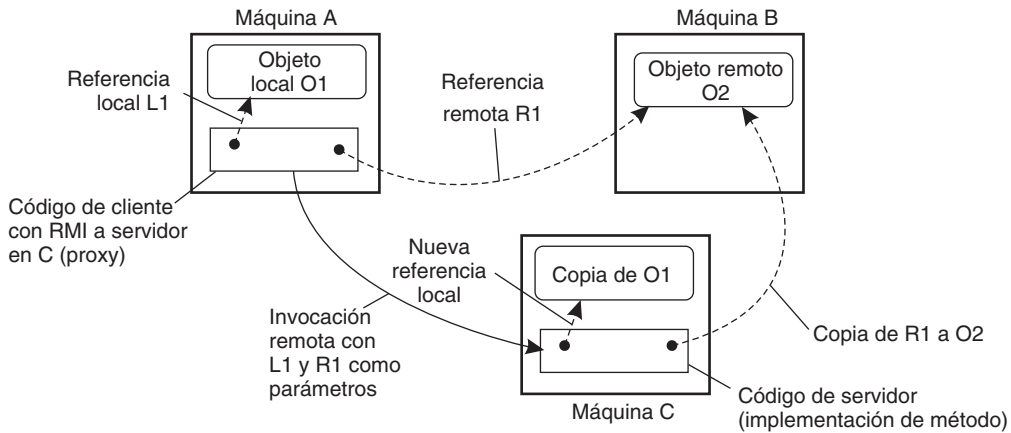 Máquina A
Máquina B
Objeto
local O1
Objeto remoto
O2
Referencia
local L1
Referencia
remota R1
Código de cliente
con RMI a servidor
en C (proxy)
Nueva
referencia
local
Copia de O1
Invocación
remota con
L1 y R1 como
parámetros
Copia de R1 a O2
Máquina C
Código de servidor
(implementación de método)